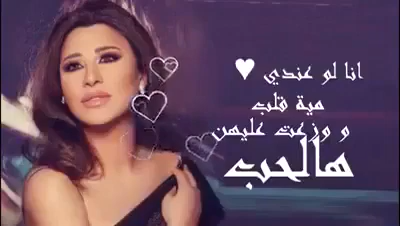 انا لو عندي ♥
مية قلب
و وزعت عليهن
هالحب